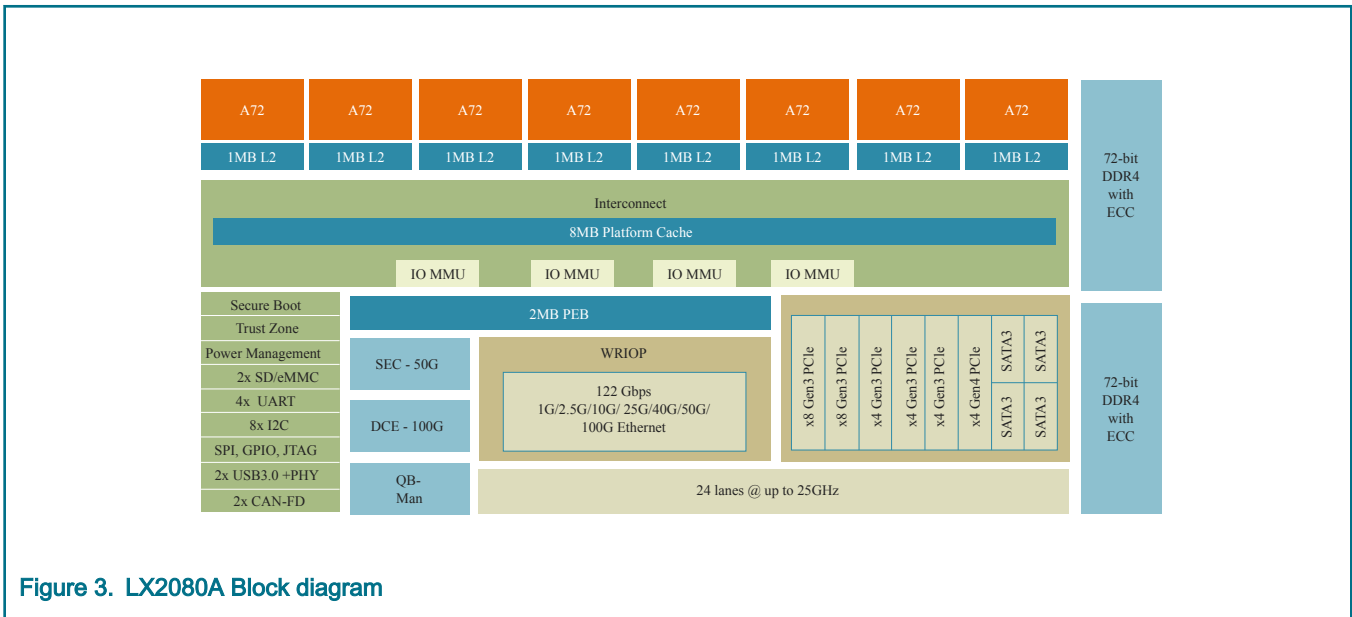 A72 A72 A72 A72 A72 A72 A72 A72
1MB L2 1MB L2 1MB L2 1MB L2 1MB L2 1MB L2 1MB L2 1MB L2
72-bit
DDR4
with
ECC
Interconnect
8MB Platform Cache
IO MMU IO MMU IO MMU IO MMU
Secure Boot
Trust Zone
Power Management
2x SD/eMMC
4x UART
8x I2C
SPI, GPIO, JTAG
2x USB3.0 +PHY
2x CAN-FD
2MB PEB
SEC - 50G
DCE - 100G
QB-
Man
WRIOP
122 Gbps
1G/2.5G/10G/ 25G/40G/50G/
100G Ethernet
x8 Gen3 PCle
x8 Gen3 PCle
x4 Gen3 PCle
x4 Gen3 PCle
x4 Gen3 PCle
x4 Gen4 PCle
SATA3
SATA3
SATA3
SATA3
24 lanes @ up to 25GHz
72-bit
DDR4
with
ECC
Figure 3. LX2080A Block diagram